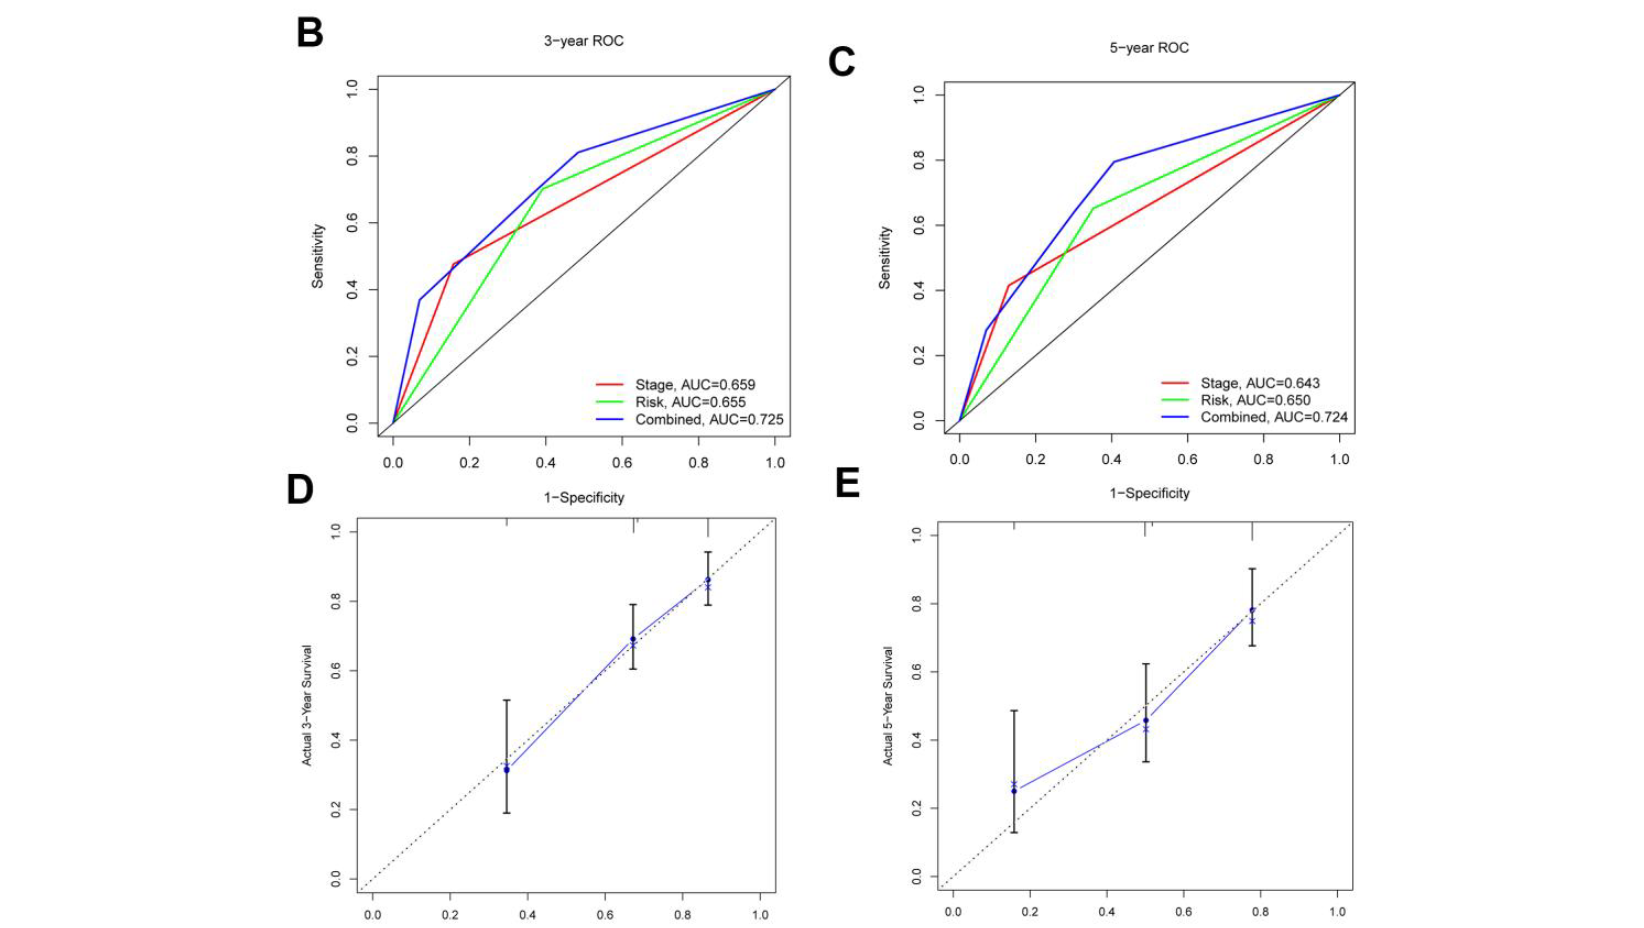 B
3−year ROC
Sensitivity
0.0 0.2 0.4 0.6 0.8 1.0
Stage, AUC=0.659
Risk, AUC=0.655
Combined, AUC=0.725
0.0 0.2 0.4 0.6 0.8 1.0
1−Specificity
C
5−year ROC
Sensitivity
0.0 0.2 0.4 0.6 0.8 1.0
Stage, AUC=0.643
Risk, AUC=0.650
Combined, AUC=0.724
0.0 0.2 0.4 0.6 0.8 1.0
1−Specificity
D
Actual 3−Year Survival
0.0 0.2 0.4 0.6 0.8 1.0
0.0 0.2 0.4 0.6 0.8 1.0
E
Actual 5−Year Survival
0.0 0.2 0.4 0.6 0.8 1.0
0.0 0.2 0.4 0.6 0.8 1.0